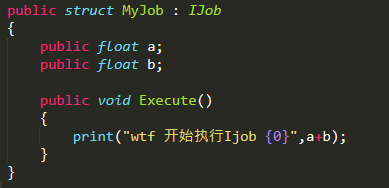 public struct MyJob : IJob
{
    public float a;
    public float b;

    public void Execute()
    {
        print("wtf 开始执行Ijob {0}",a+b);
    }
}